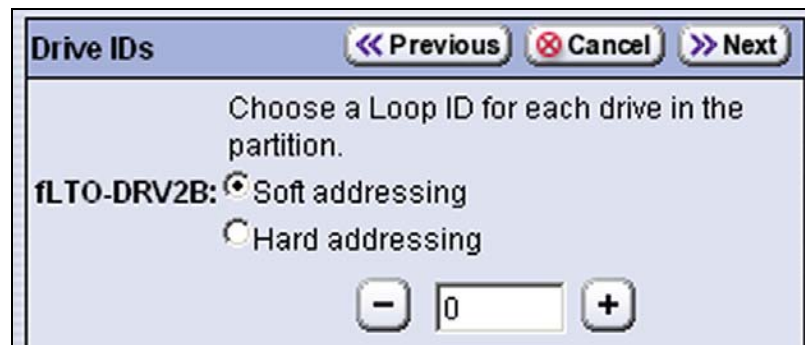 Drive IDs Previous Cancel Next
Choose a Loop ID for each drive in the
partition.
fLTO-DRV2B: Soft addressing
Hard addressing
- 0 +